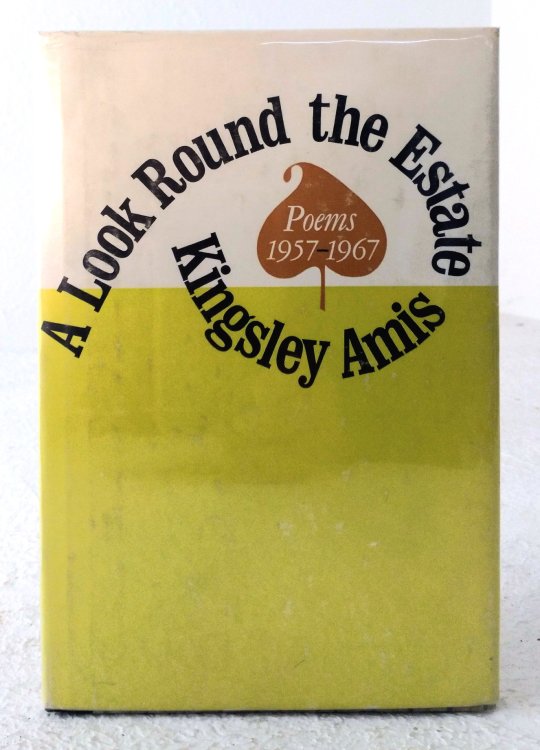 A Look Round the Estate
Poems
1957–1967
Kingsley Amis